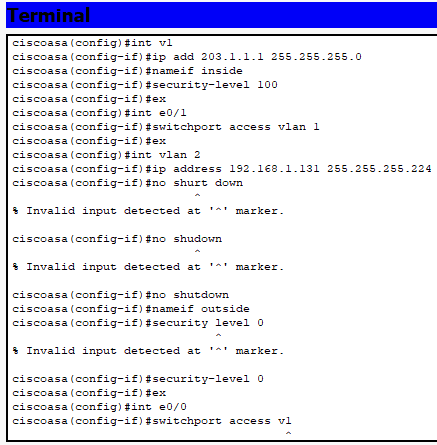 Terminal
ciscoasa(config)#int v1
ciscoasa(config-if)#ip add 203.1.1.1 255.255.255.0
ciscoasa(config-if)#nameif inside
ciscoasa(config-if)#security-level 100
ciscoasa(config-if)#ex
ciscoasa(config)#int e0/1
ciscoasa(config-if)#switchport access vlan 1
ciscoasa(config-if)#ex
ciscoasa(config)#int vlan 2
ciscoasa(config-if)#ip address 192.168.1.131 255.255.255.224
ciscoasa(config-if)#no shurt down
^
% Invalid input detected at '^' marker.
ciscoasa(config-if)#no shudown
^
% Invalid input detected at '^' marker.
ciscoasa(config-if)#no shutdown
ciscoasa(config-if)#nameif outside
ciscoasa(config-if)#security level 0
^
% Invalid input detected at '^' marker.
ciscoasa(config-if)#security-level 0
ciscoasa(config-if)#ex
ciscoasa(config)#int e0/0
ciscoasa(config-if)#switchport access vl
^